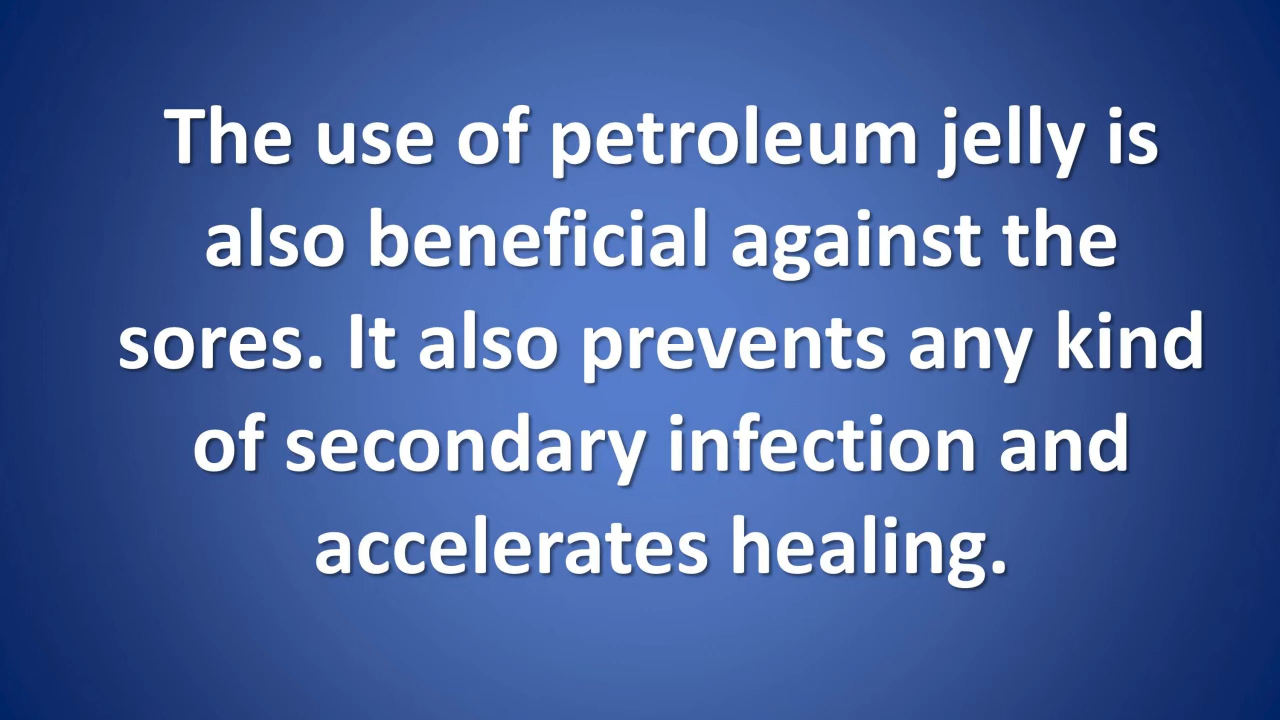 The use of petroleum jelly is
also beneficial against the
sores. It also prevents any kind
of secondary infection and
accelerates healing.